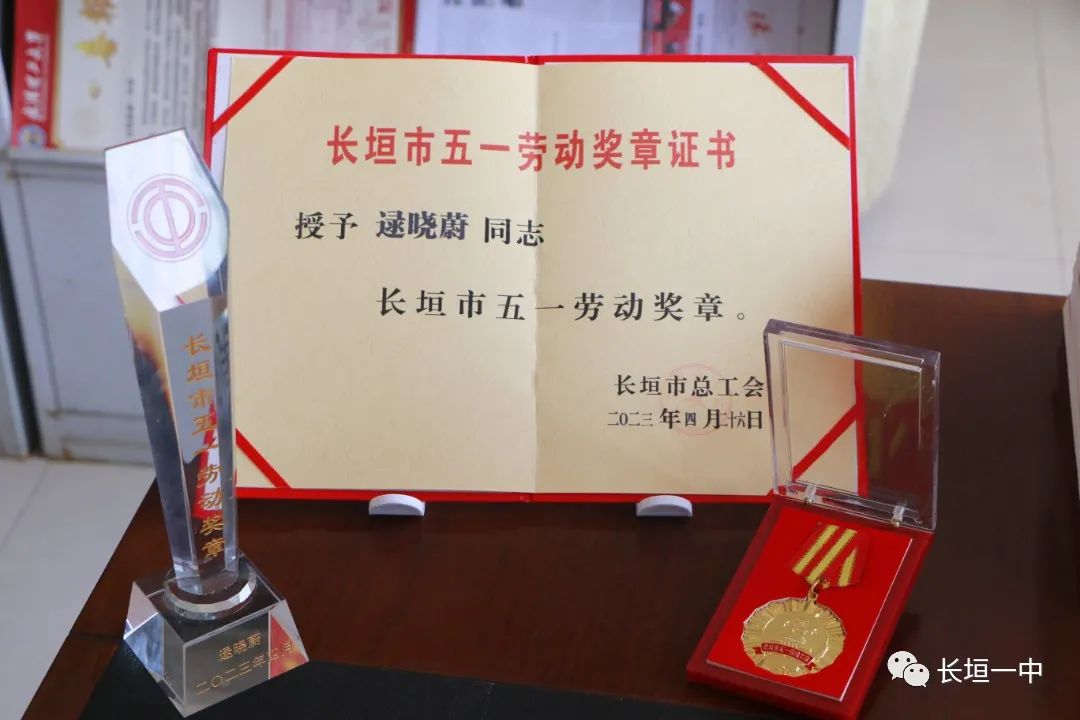 长垣市五一劳动奖章证书
授予 逯晓蔚 同志
长垣市五一劳动奖章。
长垣市总工会
二〇二三年四月二十六日
长垣市五一劳动奖章
逯晓蔚
二〇二三年四月
长垣一中